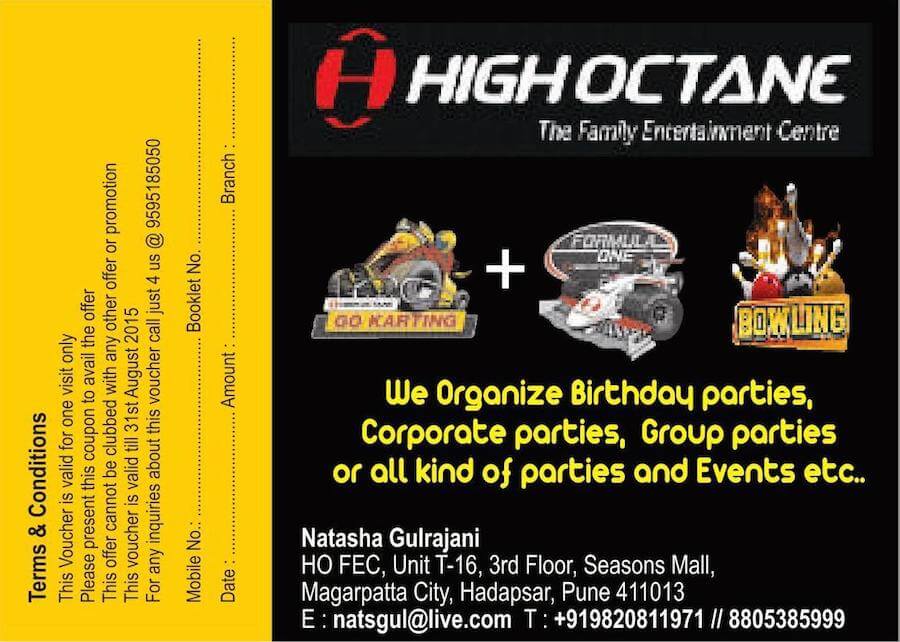 Terms & Conditions
This Voucher is valid for one visit only
Please present this coupon to avail the offer
This offer cannot be clubbed with any other offer or promotion
This voucher is valid till 31st August 2015
For any inquiries about this voucher call just 4 us @ 9595185050
Mobile No.: ........................... Booklet No. ...........................
Date : ........................... Amount : ........................... Branch : ...........................
H HIGH OCTANE
The Family Entertainment Centre
HIGH OCTANE
GO KARTING
+
FORMULA
ONE
BOWLING
We Organize Birthday parties,
Corporate parties, Group parties
or all kind of parties and Events etc..
Natasha Gulrajani
HO FEC, Unit T-16, 3rd Floor, Seasons Mall,
Magarpatta City, Hadapsar, Pune 411013
E : natsgul@live.com T : +919820811971 // 8805385999